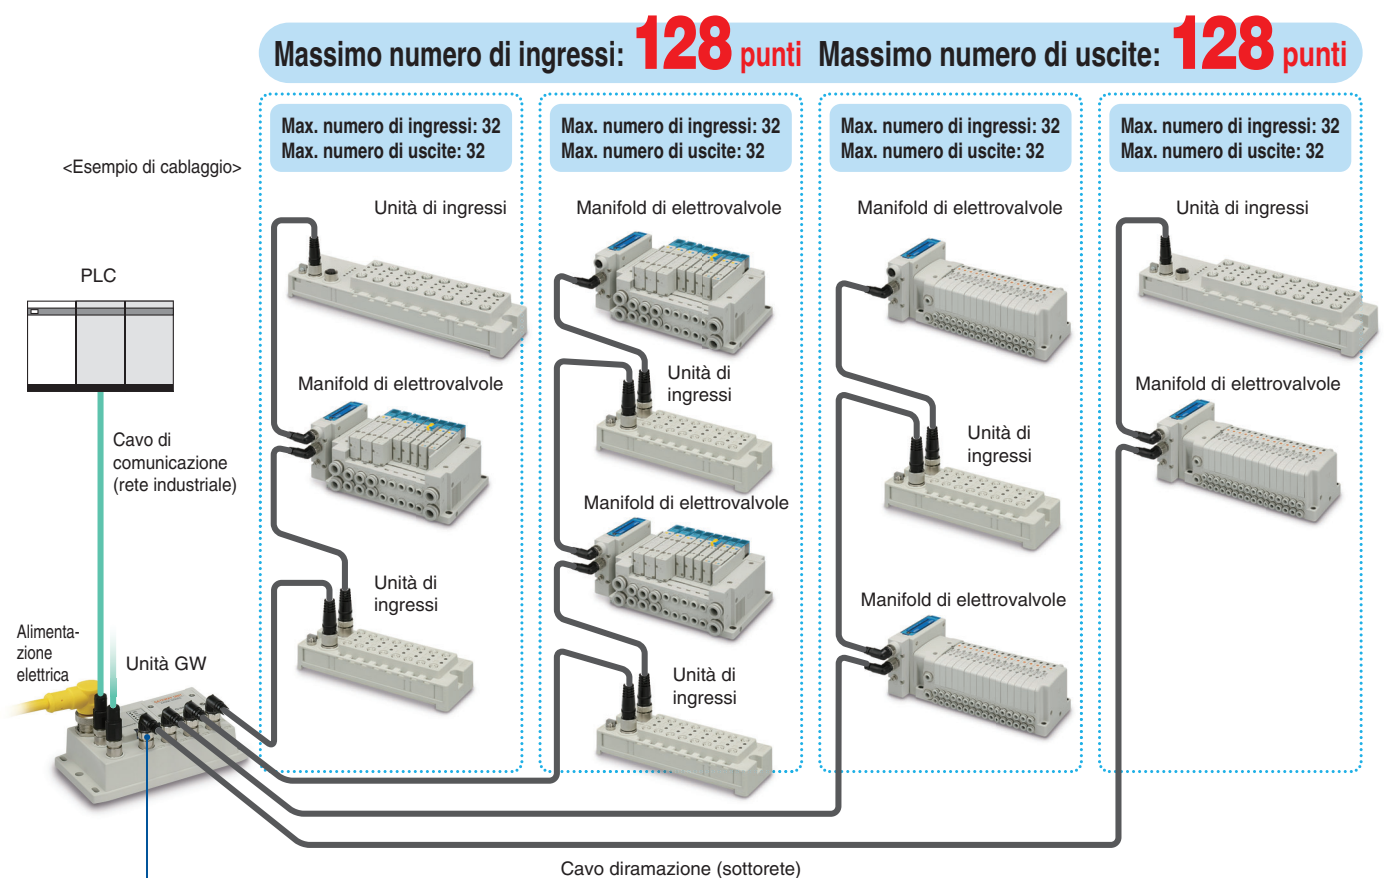 Massimo numero di ingressi: 128 punti Massimo numero di uscite: 128 punti
Max. numero di ingressi: 32
Max. numero di uscite: 32
Max. numero di ingressi: 32
Max. numero di uscite: 32
Max. numero di ingressi: 32
Max. numero di uscite: 32
Max. numero di ingressi: 32
Max. numero di uscite: 32
<Esempio di cablaggio>
PLC
Cavo di
comunicazione
(rete industriale)
Alimenta-
zione
elettrica
Unità GW
Unità di ingressi
Manifold di elettrovalvole
Unità di
ingressi
Manifold di elettrovalvole
Unità di
ingressi
Manifold di elettrovalvole
Unità di
ingressi
Manifold di elettrovalvole
Unità di
ingressi
Manifold di elettrovalvole
Unità di ingressi
Manifold di elettrovalvole
Cavo diramazione (sottorete)